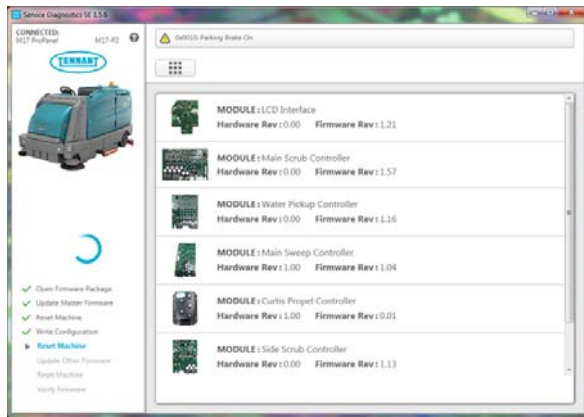 Service Diagnostics SE 1.5.6
CONNECTED:
M17 ProPanel M17-P2
TENNANT
0x0010: Parking Brake On
MODULE: LCD Interface
Hardware Rev: 0.00 Firmware Rev: 1.21
MODULE: Main Scrub Controller
Hardware Rev: 0.00 Firmware Rev: 1.57
MODULE: Water Pickup Controller
Hardware Rev: 0.00 Firmware Rev: 1.16
MODULE: Main Sweep Controller
Hardware Rev: 1.00 Firmware Rev: 1.04
MODULE: Curtis Propel Controller
Hardware Rev: 1.00 Firmware Rev: 0.01
MODULE: Side Scrub Controller
Hardware Rev: 0.00 Firmware Rev: 1.13
Open Firmware Package
Update Master Firmware
Reset Machine
Write Configuration
Reset Machine
Update Other Firmware
Reset Machine
Verify Firmware